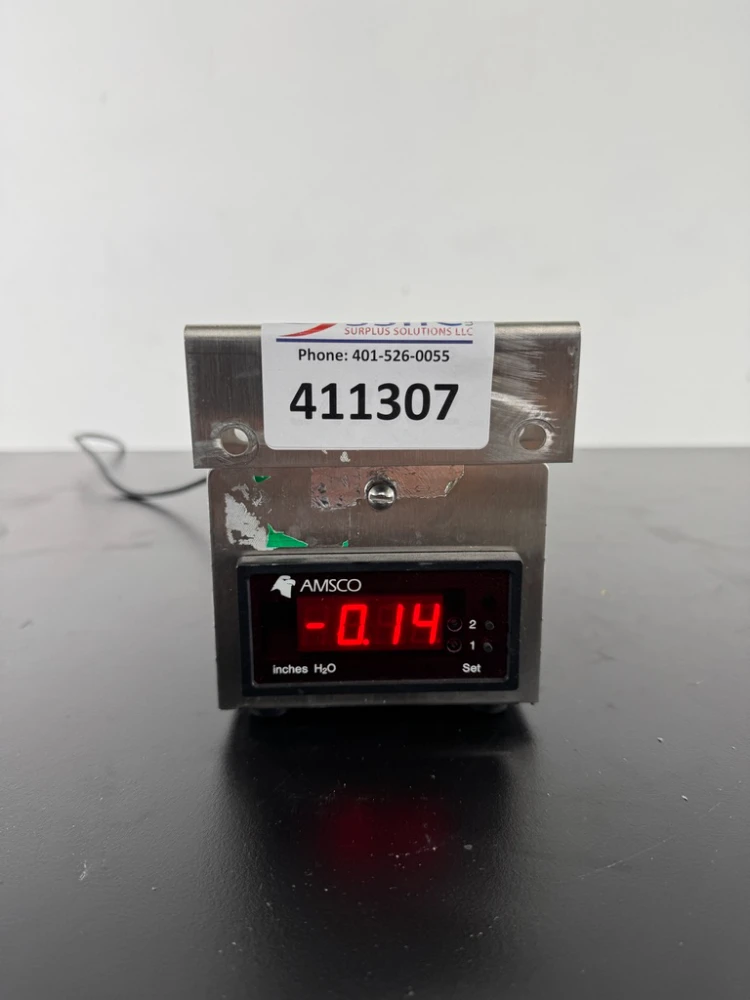 SURPLUS SOLUTIONS LLC
Phone: 401-526-0055
411307
AMSCO
-0.14
2
1
inches H₂O
Set